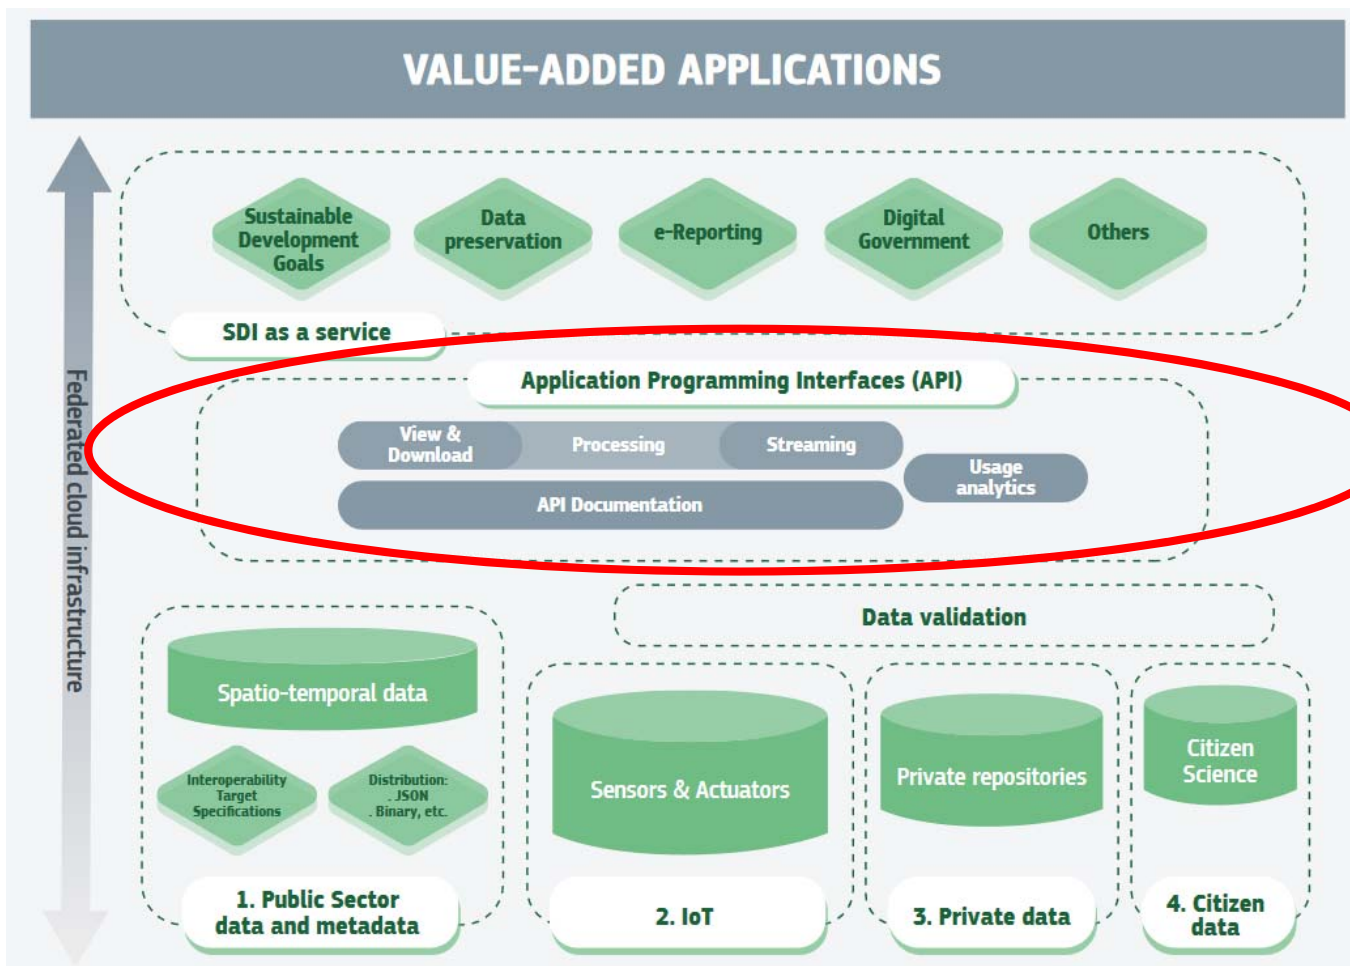 VALUE-ADDED APPLICATIONS
Sustainable
Development
Goals
Data
preservation
e-Reporting
Digital
Government
Others
SDI as a service
Federated cloud infrastructure
Application Programming Interfaces (API)
View &
Download
Processing
Streaming
Usage
analytics
API Documentation
Data validation
Spatio-temporal data
Interoperability
Target
Specifications
Distribution:
. JSON
. Binary, etc.
Sensors & Actuators
Private repositories
Citizen
Science
1. Public Sector
data and metadata
2. IoT
3. Private data
4. Citizen
data